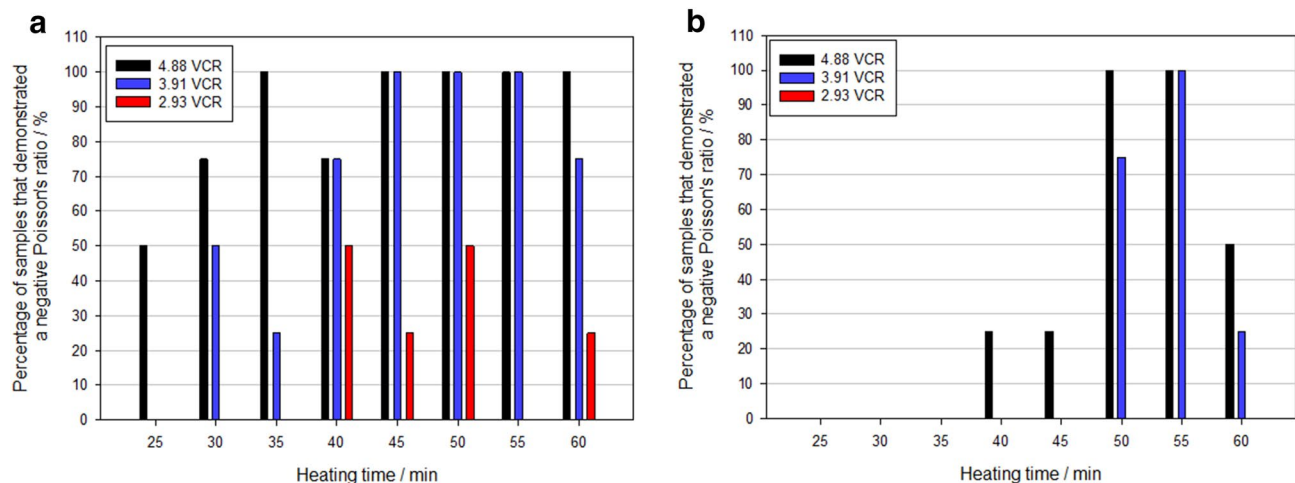 a
110
100
90
80
75
60
50
40
30
20
10
0
Percentage of samples that demonstrated
a negative Poisson's ratio / %
4.88 VCR
3.91 VCR
2.93 VCR
25 30 35 40 45 50 55 60
Heating time / min
b
110
100
90
80
70
60
50
40
30
20
10
0
Percentage of samples that demonstrated
a negative Poisson's ratio / %
4.88 VCR
3.91 VCR
2.93 VCR
25 30 35 40 45 50 55 60
Heating time / min